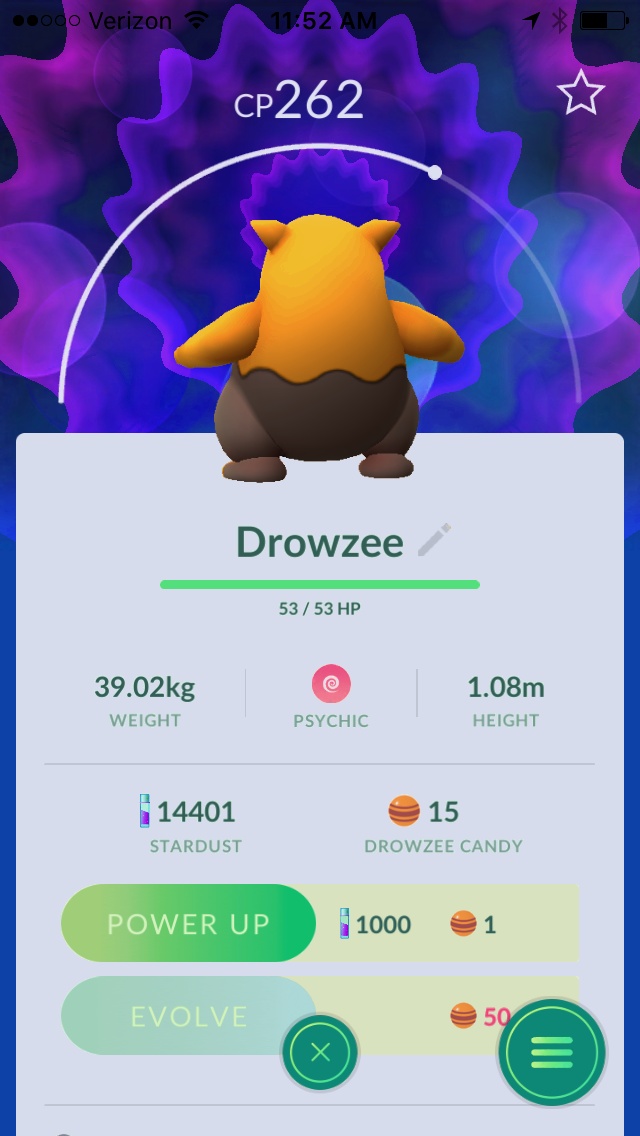 Verizon 11:52 AM
CP262
Drowzee
53 / 53 HP
39.02kg
WEIGHT
PSYCHIC
1.08m
HEIGHT
14401
STARDUST
15
DROWZEE CANDY
POWER UP 1000 1
EVOLVE 50